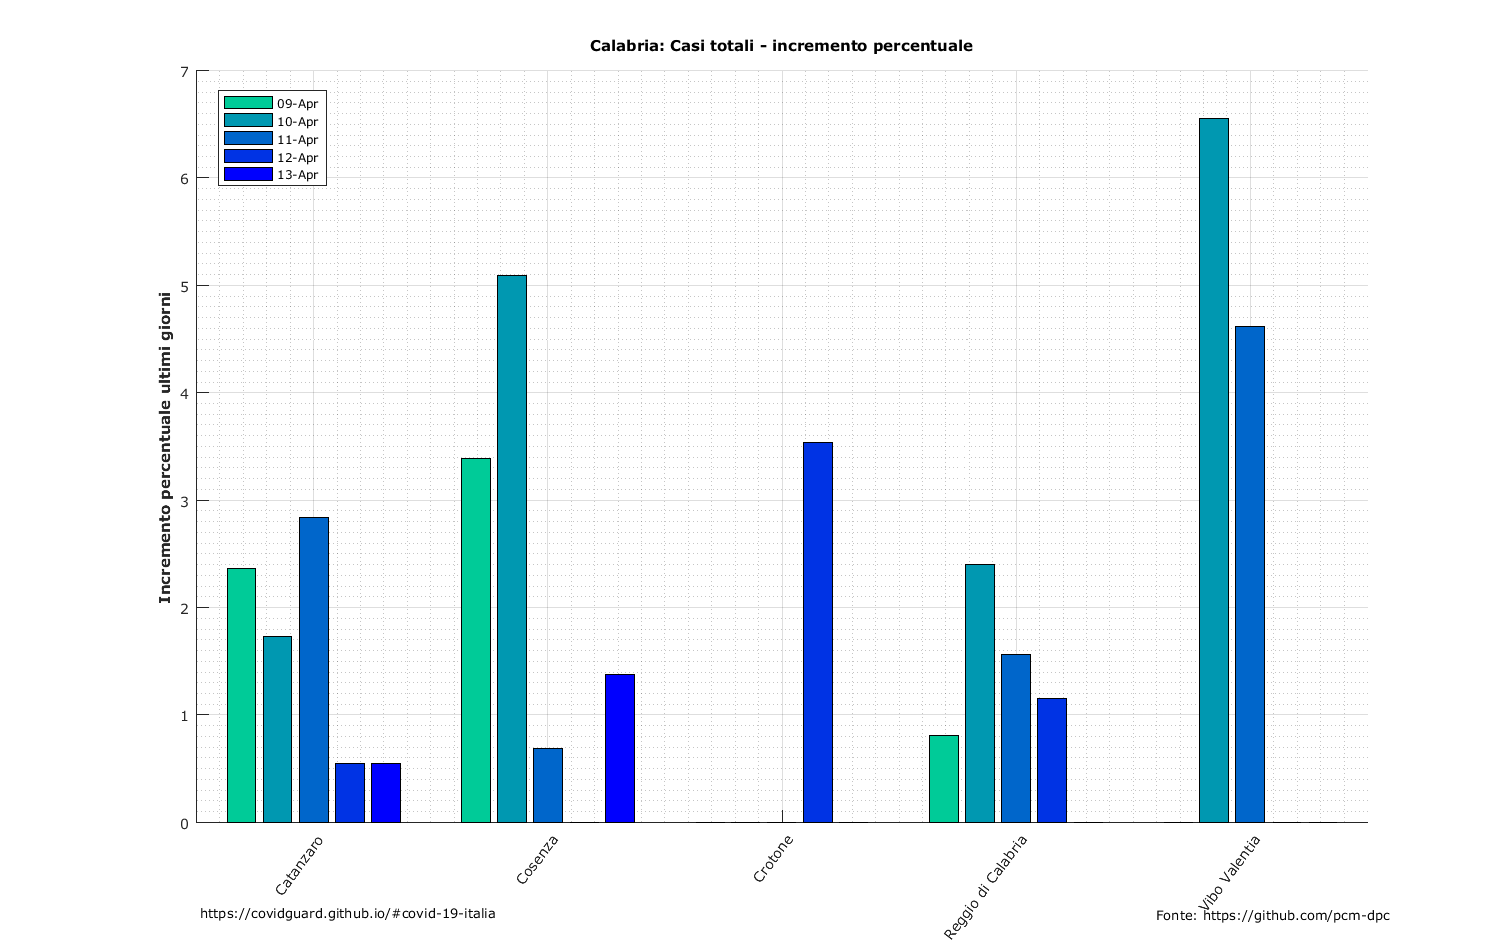 Calabria: Casi totali - incremento percentuale
Incremento percentuale ultimi giorni
7
6
5
4
3
2
1
0
09-Apr
10-Apr
11-Apr
12-Apr
13-Apr
Catanzaro
Cosenza
Crotone
Reggio di Calabria
Vibo Valentia
https://covidguard.github.io/#covid-19-italia
Fonte: https://github.com/pcm-dpc